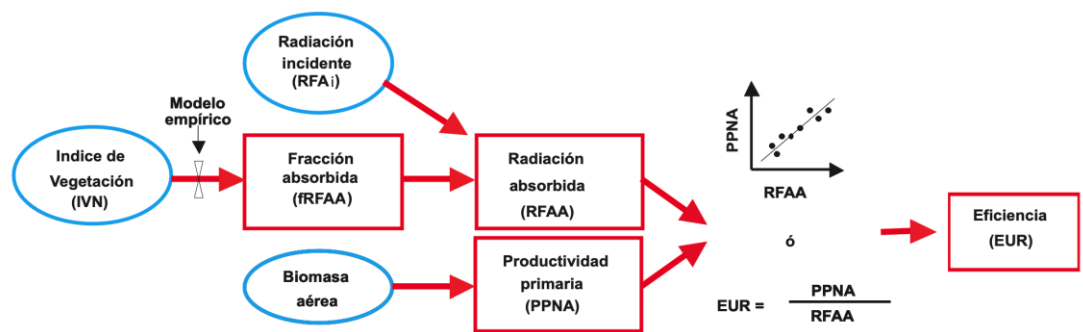 Radiación
incidente
(RFAi)
Modelo
empírico
Indice de
Vegetación
(IVN)
Fracción
absorbida
(fRFAA)
Radiación
absorbida
(RFAA)
Biomasa
aérea
Productividad
primaria
(PPNA)
PPNA
RFAA
ó
EUR = PPNA
RFAA
Eficiencia
(EUR)